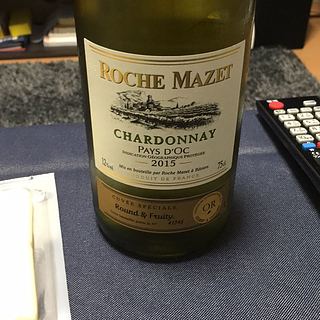 ROCHE MAZET
CHARDONNAY
PAYS D'OC
INDICATION GÉOGRAPHIQUE PROTÉGÉE
2015
12%vol. 75cl
Mis en bouteille par Roche Mazet à Béziers
PRODUIT DE FRANCE
CUVÉE SPÉCIALE
Round & Fruity.
OR